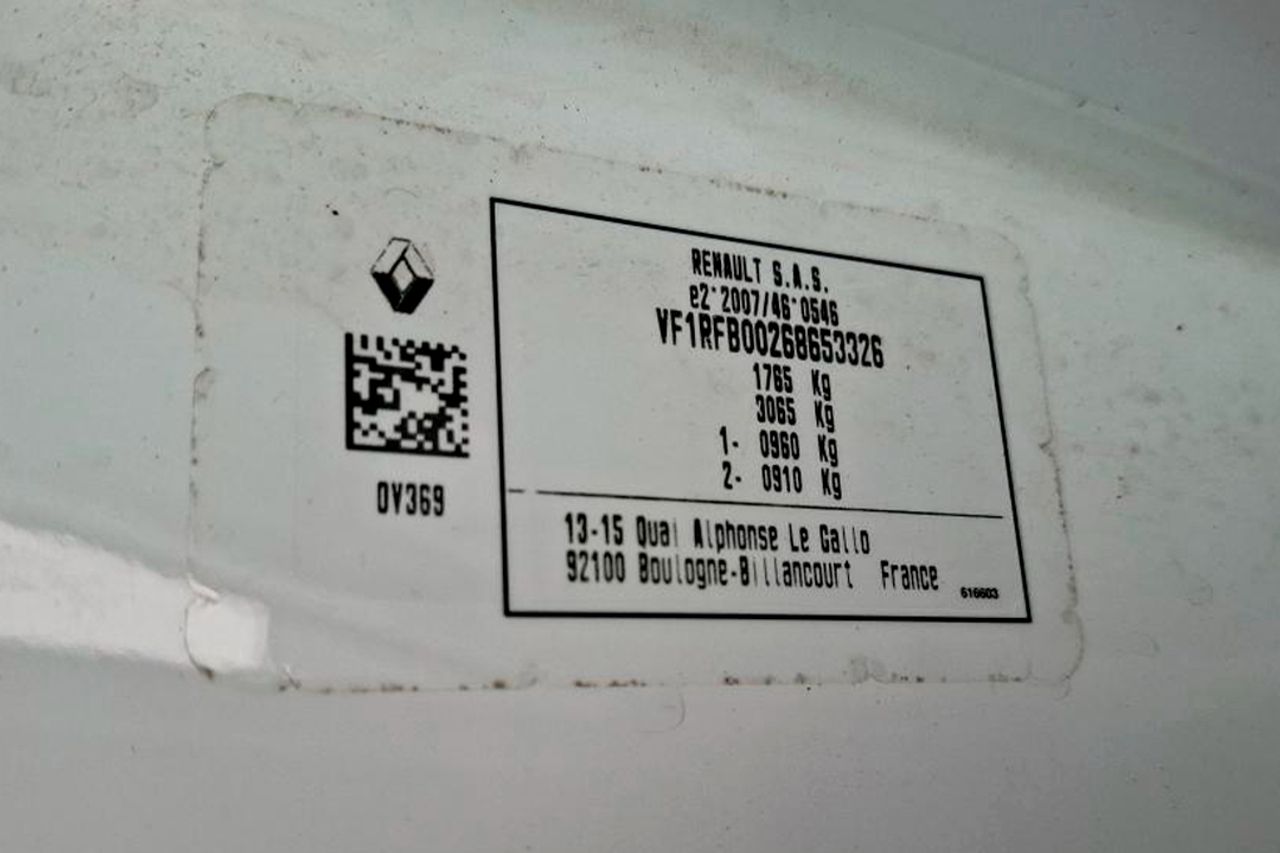 RENAULT S.A.S.
e2*2007/46*0546
VF1RFB00268653326
1765 Kg
3065 Kg
1- 0960 Kg
2- 0910 Kg
0V369
13-15 Quai Alphonse Le Gallo
92100 Boulogne-Billancourt France
616603